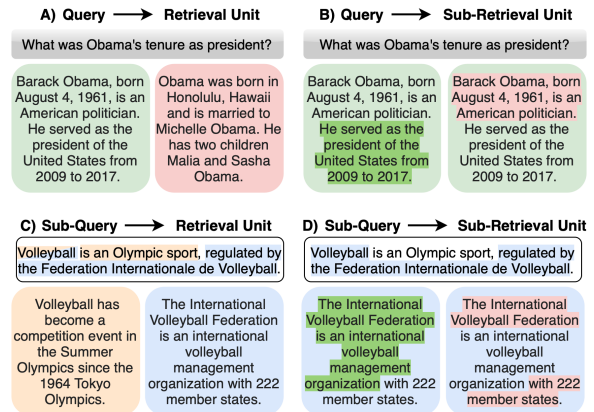 A) Query → Retrieval Unit
What was Obama's tenure as president?
Barack Obama, born
August 4, 1961, is an
American politician.
He served as the
president of the
United States from
2009 to 2017.
Obama was born in
Honolulu, Hawaii
and is married to
Michelle Obama. He
has two children
Malia and Sasha
Obama.
B) Query → Sub-Retrieval Unit
What was Obama's tenure as president?
Barack Obama, born
August 4, 1961, is an
American politician.
He served as the
president of the
United States from
2009 to 2017.
Barack Obama, born
August 4, 1961, is an
American politician.
He served as the
president of the
United States from
2009 to 2017.
C) Sub-Query → Retrieval Unit
Volleyball is an Olympic sport, regulated by
the Federation Internationale de Volleyball.
Volleyball has
become a
competition event in
the Summer
Olympics since the
1964 Tokyo
Olympics.
The International
Volleyball Federation
is an international
volleyball
management
organization with 222
member states.
D) Sub-Query → Sub-Retrieval Unit
Volleyball is an Olympic sport, regulated by
the Federation Internationale de Volleyball.
The International
Volleyball Federation
is an international
volleyball
management
organization with 222
member states.
The International
Volleyball Federation
is an international
volleyball
management
organization with 222
member states.